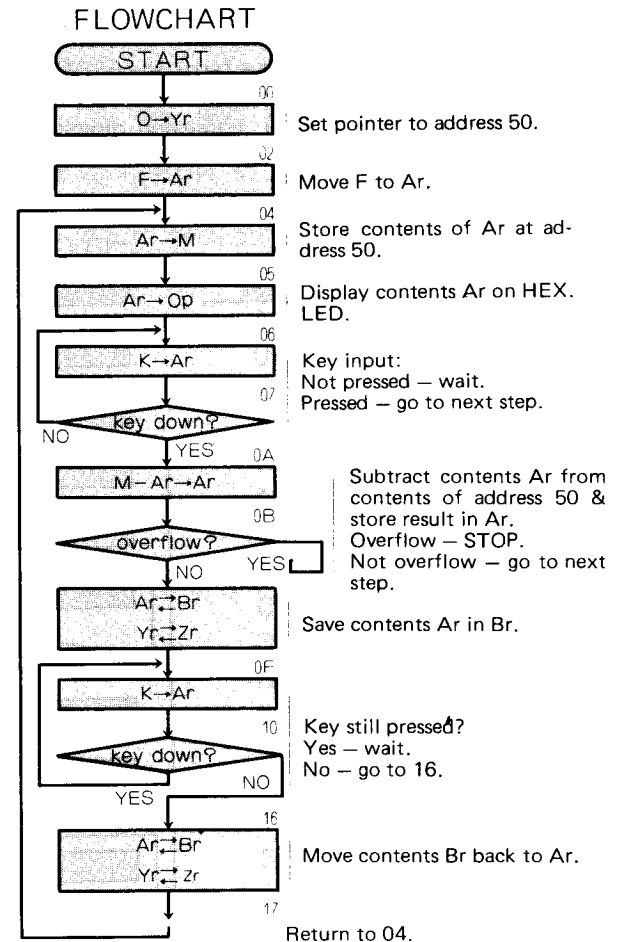 FLOWCHART
START
00
O→Yr
Set pointer to address 50.
02
F→Ar
Move F to Ar.
04
Ar→M
Store contents of Ar at ad-
dress 50.
05
Ar→Op
Display contents Ar on HEX.
LED.
06
K→Ar
Key input:
Not pressed — wait.
Pressed — go to next step.
07
key down?
NO
YES
0A
M−Ar→Ar
Subtract contents Ar from
contents of address 50 &
store result in Ar.
Overflow — STOP.
Not overflow — go to next
step.
0B
overflow?
YES
NO
Ar⇄Br
Yr⇄Zr
Save contents Ar in Br.
K→Ar
10
key down?
Key still pressed?
Yes — wait.
No — go to 16.
NO
YES
16
Ar⇄Br
Yr⇄Zr
Move contents Br back to Ar.
17
Return to 04.